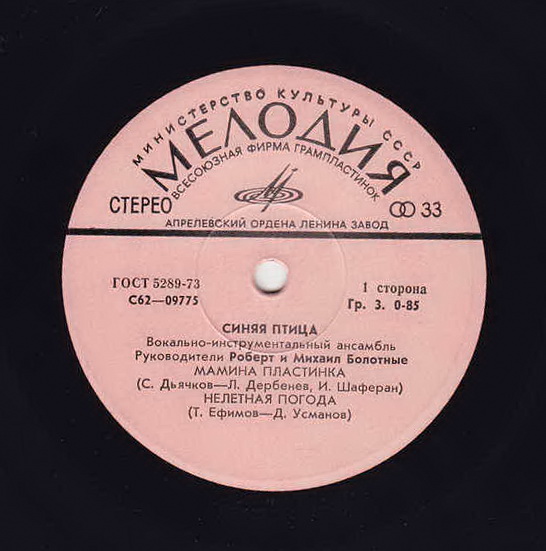 МИНИСТЕРСТВО КУЛЬТУРЫ СССР
МЕЛОДИЯ
ВСЕСОЮЗНАЯ ФИРМА ГРАМПЛАСТИНОК
СТЕРЕО
33
АПРЕЛЕВСКИЙ ОРДЕНА ЛЕНИНА ЗАВОД
ГОСТ 5289-73
1 сторона
С62—09775
Гр. 3. 0-85
СИНЯЯ ПТИЦА
Вокально-инструментальный ансамбль
Руководители Роберт и Михаил Болотные
МАМИНА ПЛАСТИНКА
(С. Дьячков—Л. Дербенев, И. Шаферан)
НЕЛЕТНАЯ ПОГОДА
(Т. Ефимов—Д. Усманов)